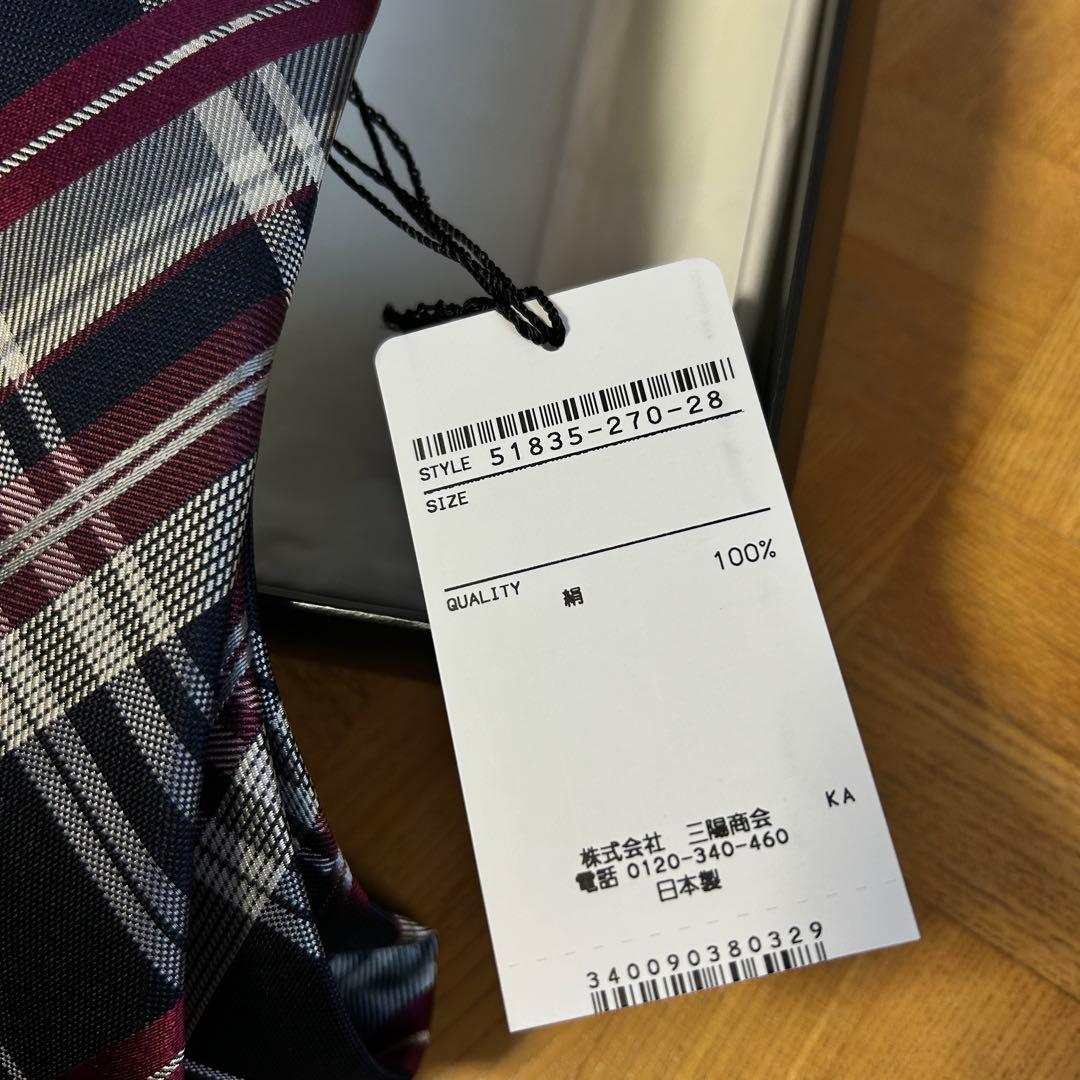 STYLE 51835-270-28
SIZE
100%
QUALITY 絹
KA
株式会社 三陽商会
電話 0120-340-460
日本製
340090380329